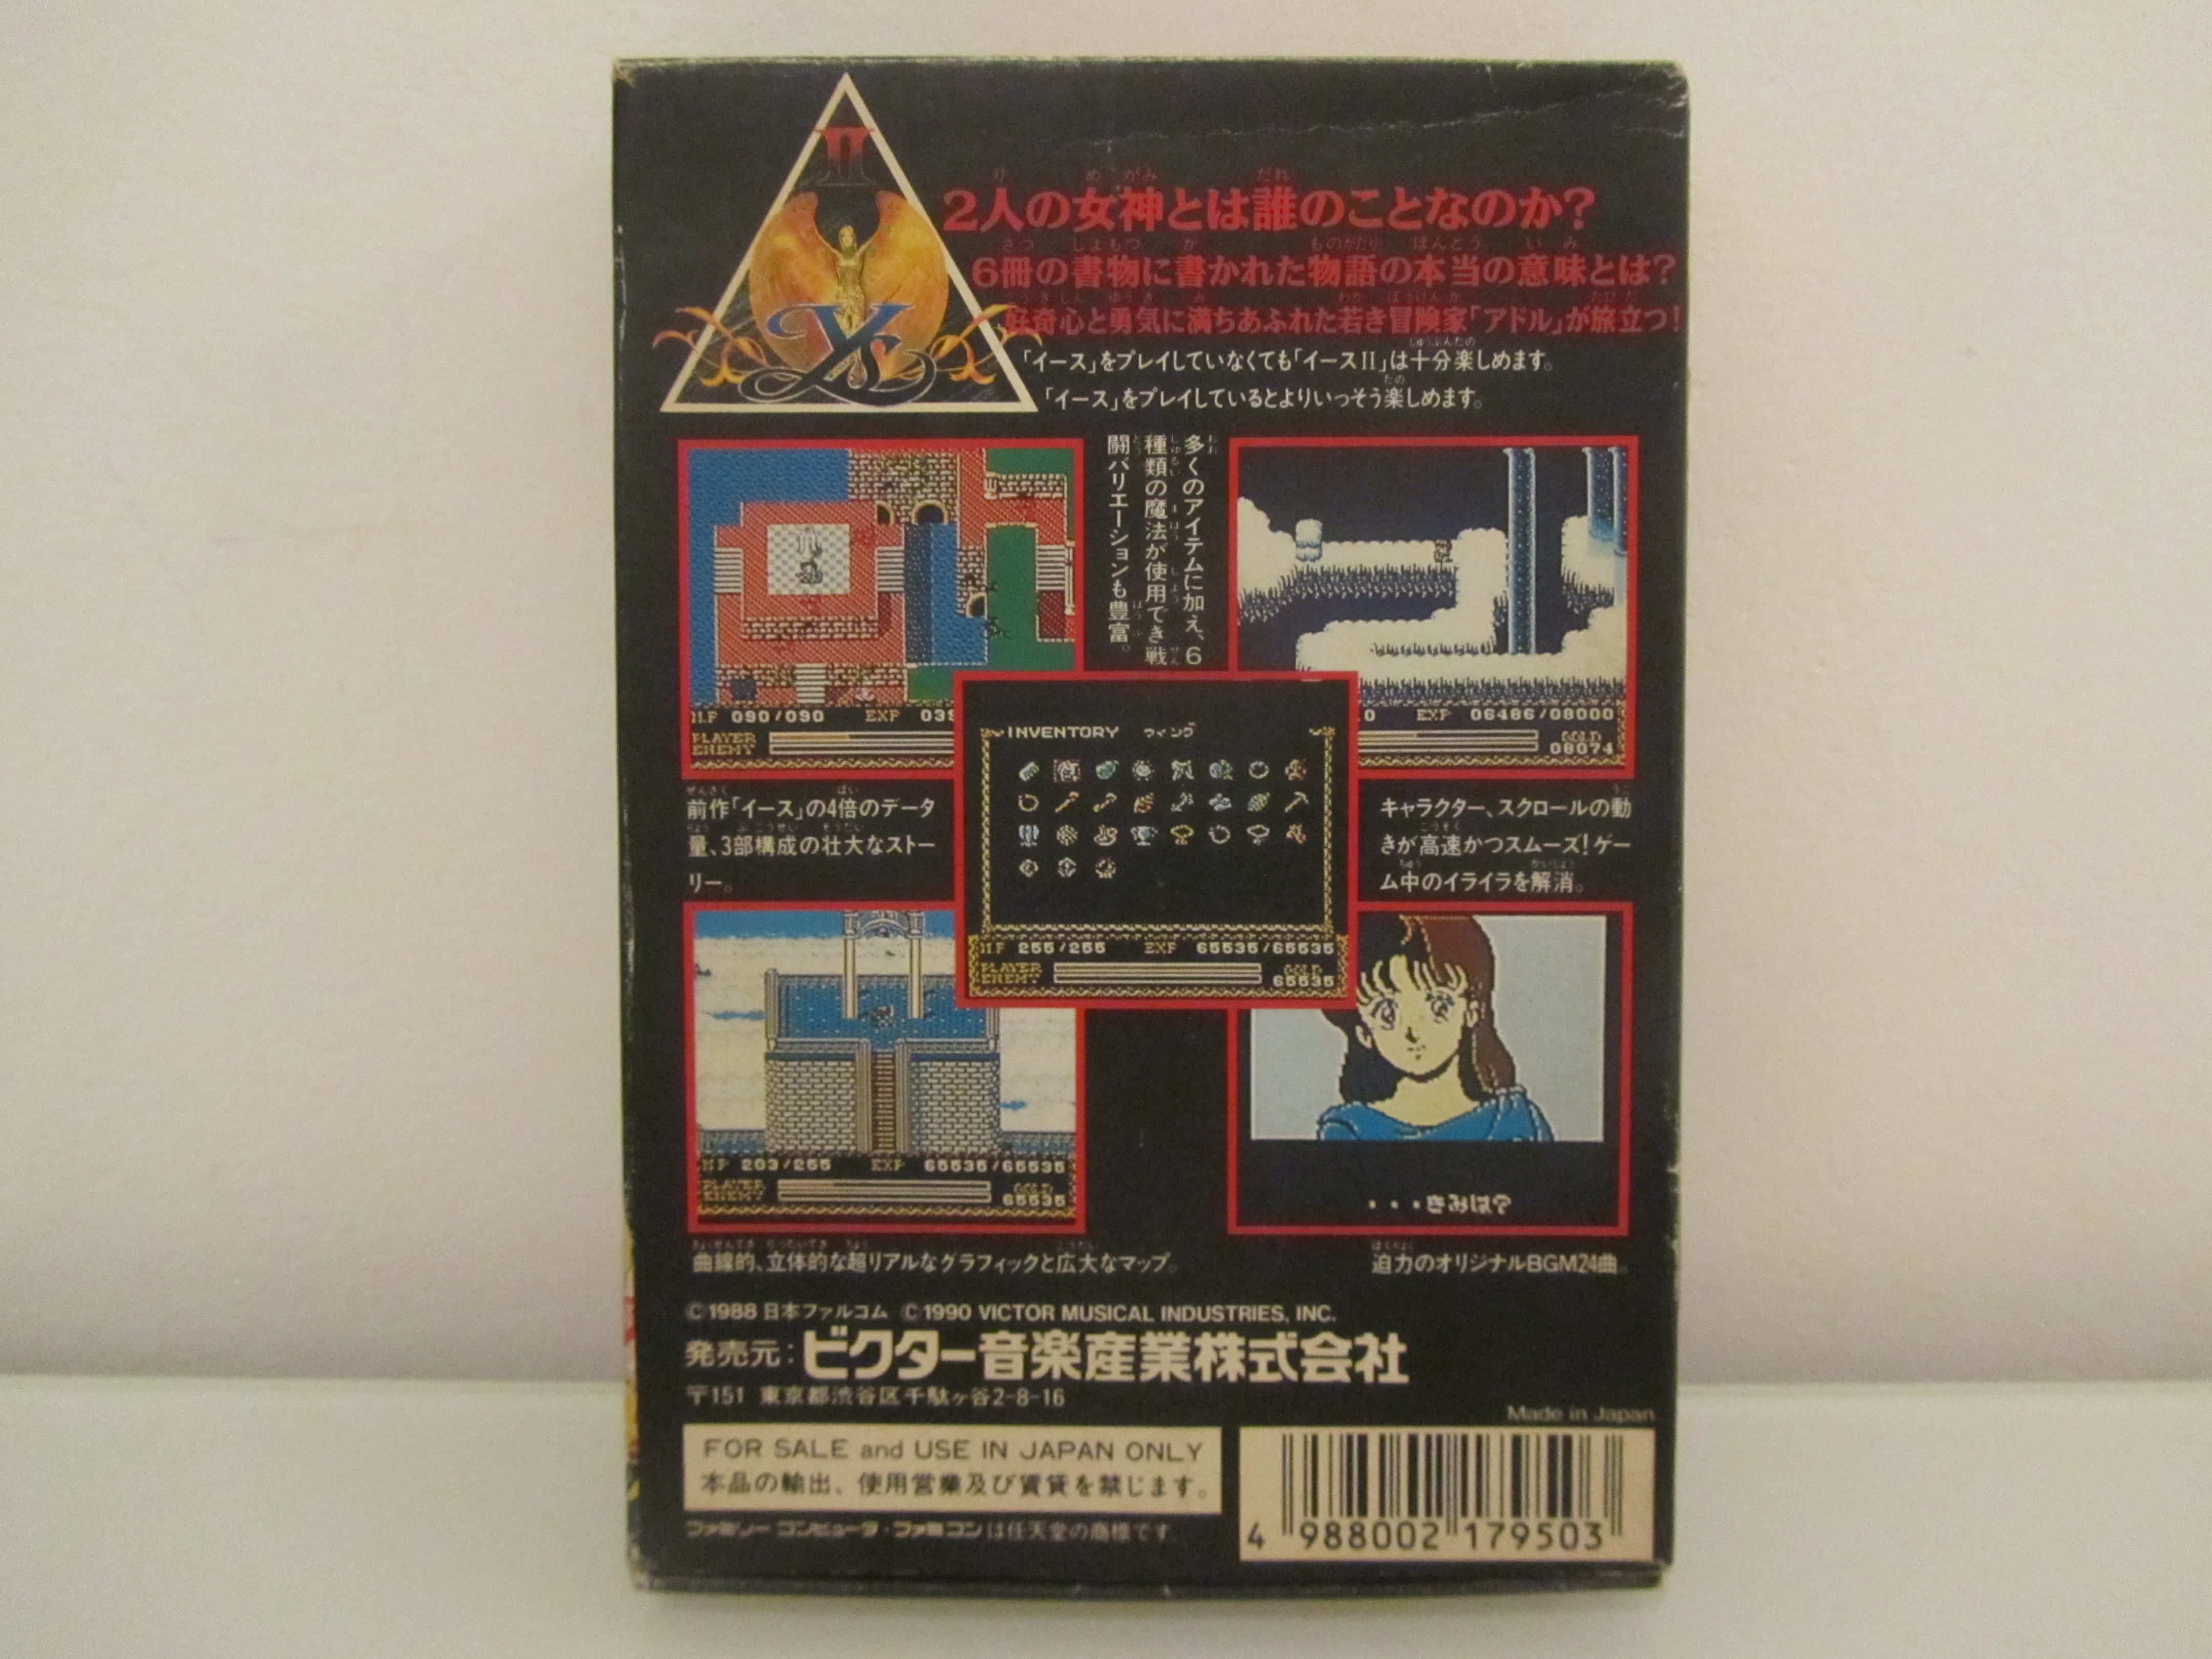 II
Ys
2人の女神とは誰のことなのか?
6冊の書物に書かれた物語の本当の意味とは?
好奇心と勇気に満ちあふれた若き冒険家「アドル」が旅立つ!
「イース」をプレイしていなくても「イースII」は十分楽しめます。
「イース」をプレイしているとよりいっそう楽しめます。
多くのアイテムに加え、6
種類の魔法が使用でき戦
闘バリエーションも豊富。
H.P 090/090 EXP 039
PLAYER
ENEMY
0 EXP 06486/08000
GOLD
08074
INVENTORY ウィング
H.P 255/255 EXP 65535/65535
PLAYER GOLD
ENEMY 65535
前作「イース」の4倍のデータ
量、3部構成の壮大なストー
リー。
キャラクター、スクロールの動
きが高速かつスムーズ!ゲー
ム中のイライラを解消。
H.P 203/255 EXP 65535/65535
PLAYER GOLD
ENEMY 65535
・・・きみは?
曲線的、立体的な超リアルなグラフィックと広大なマップ。
迫力のオリジナルBGM24曲。
©1988 日本ファルコム ©1990 VICTOR MUSICAL INDUSTRIES, INC.
発売元:ビクター音楽産業株式会社
〒151 東京都渋谷区千駄ヶ谷2-8-16
Made in Japan
FOR SALE and USE IN JAPAN ONLY
本品の輸出、使用営業及び賃貸を禁じます。
ファミリーコンピュータ・ファミコンは任天堂の商標です
4 988002 179503